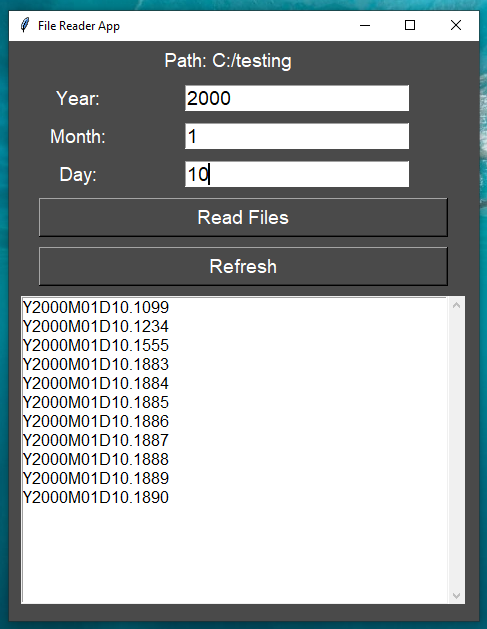 File Reader App
Path: C:/testing
Year: 2000
Month: 1
Day: 10
Read Files
Refresh
Y2000M01D10.1099
Y2000M01D10.1234
Y2000M01D10.1555
Y2000M01D10.1883
Y2000M01D10.1884
Y2000M01D10.1885
Y2000M01D10.1886
Y2000M01D10.1887
Y2000M01D10.1888
Y2000M01D10.1889
Y2000M01D10.1890